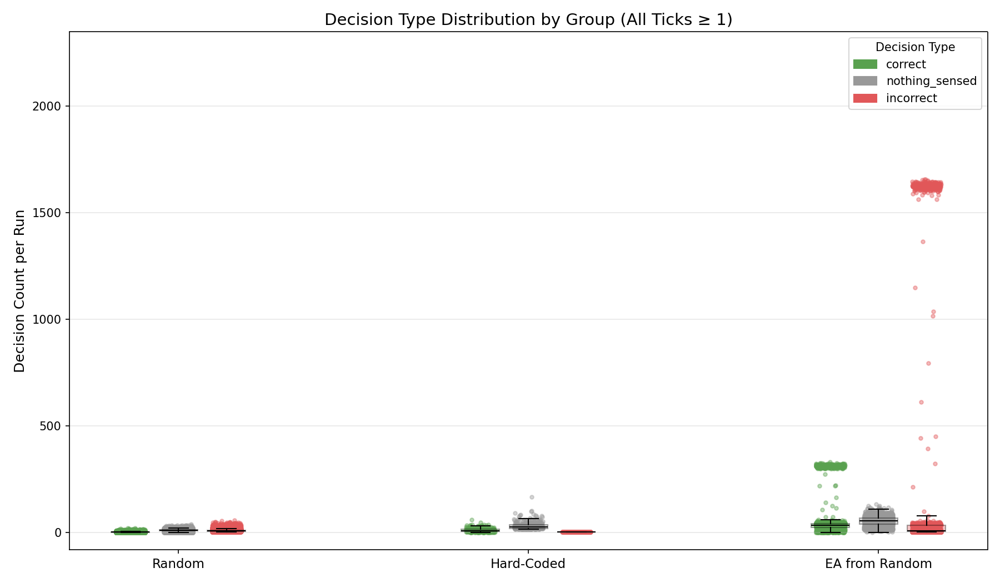 Decision Type Distribution by Group (All Ticks ≥ 1)
Decision Type
correct
nothing_sensed
incorrect
Decision Count per Run
2000
1500
1000
500
0
Random
Hard-Coded
EA from Random